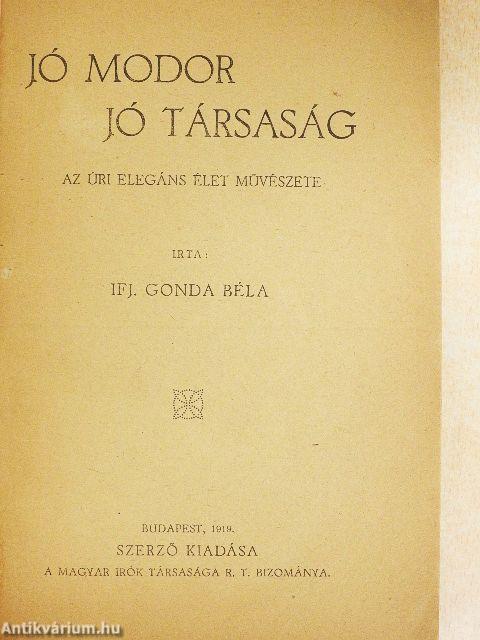 JÓ MODOR
JÓ TÁRSASÁG
AZ ÚRI ELEGÁNS ÉLET MŰVÉSZETE
IRTA:
IFJ. GONDA BÉLA
BUDAPEST, 1919.
SZERZŐ KIADÁSA
A MAGYAR IRÓK TÁRSASÁGA R. T. BIZOMÁNYA.
Antikvárium.hu